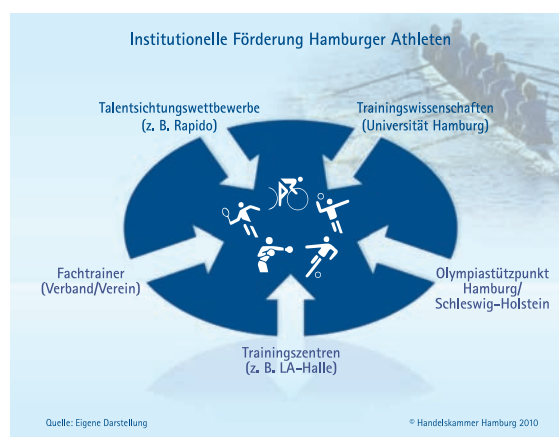 Institutionelle Förderung Hamburger Athleten
Talentsichtungswettbewerbe
(z. B. Rapido)
Trainingswissenschaften
(Universität Hamburg)
Fachtrainer
(Verband/Verein)
Olympiastützpunkt
Hamburg/
Schleswig-Holstein
Trainingszentren
(z. B. LA-Halle)
Quelle: Eigene Darstellung
© Handelskammer Hamburg 2010